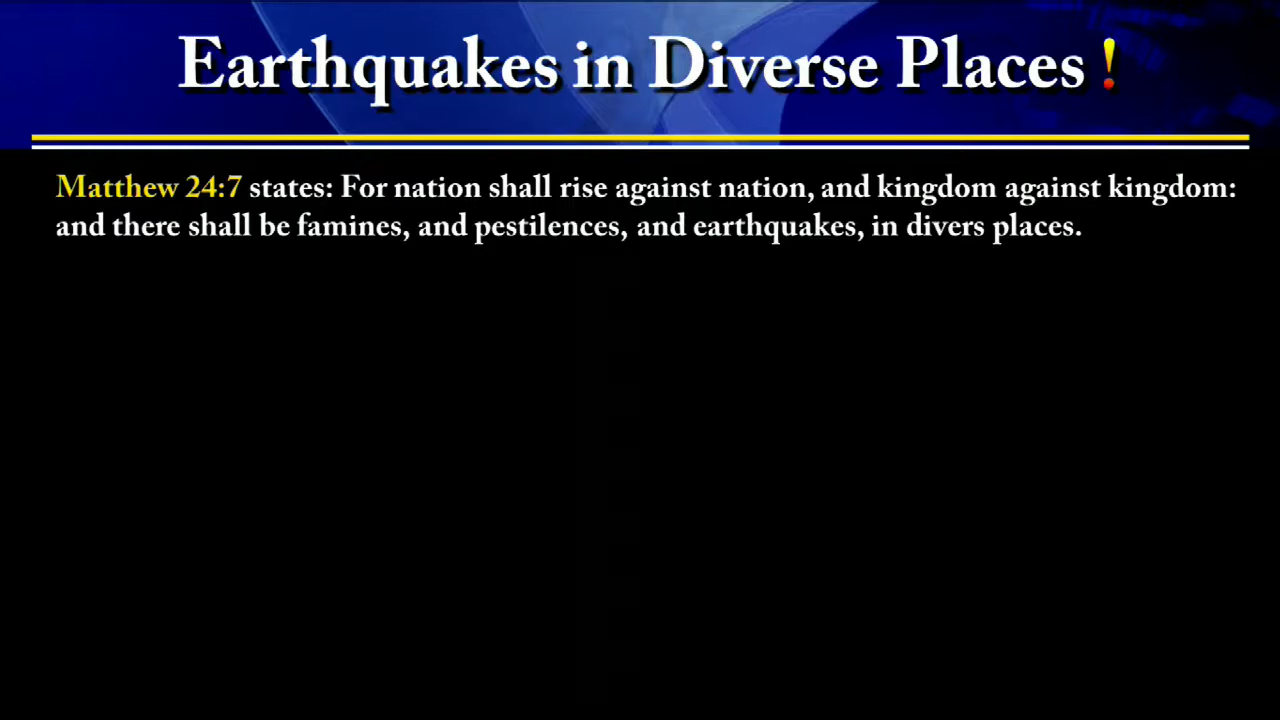 Earthquakes in Diverse Places !
Matthew 24:7 states: For nation shall rise against nation, and kingdom against kingdom:
and there shall be famines, and pestilences, and earthquakes, in divers places.